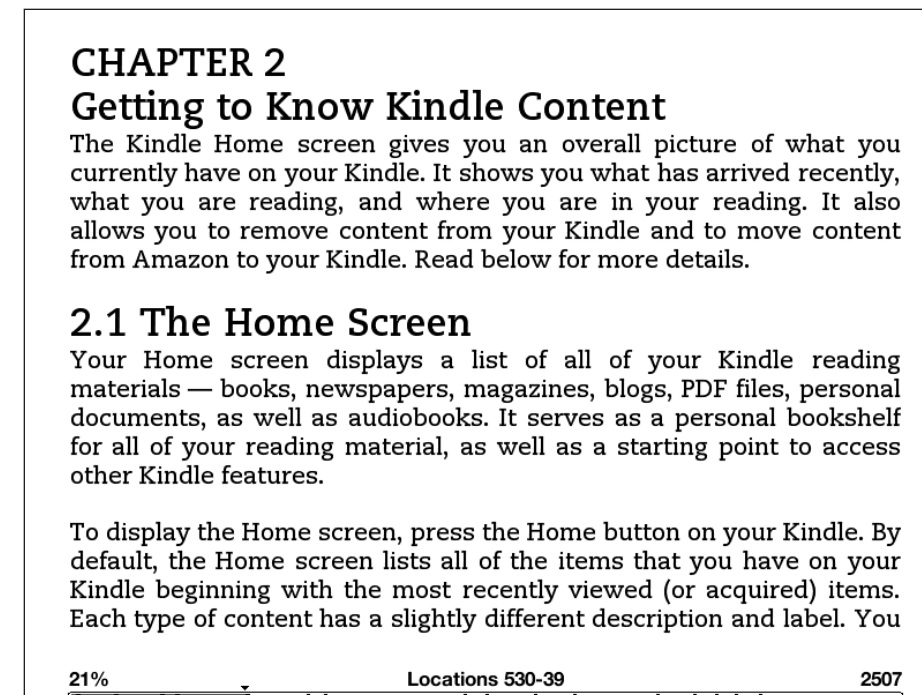 CHAPTER 2
Getting to Know Kindle Content
The Kindle Home screen gives you an overall picture of what you
currently have on your Kindle. It shows you what has arrived recently,
what you are reading, and where you are in your reading. It also
allows you to remove content from your Kindle and to move content
from Amazon to your Kindle. Read below for more details.
2.1 The Home Screen
Your Home screen displays a list of all of your Kindle reading
materials — books, newspapers, magazines, blogs, PDF files, personal
documents, as well as audiobooks. It serves as a personal bookshelf
for all of your reading material, as well as a starting point to access
other Kindle features.
To display the Home screen, press the Home button on your Kindle. By
default, the Home screen lists all of the items that you have on your
Kindle beginning with the most recently viewed (or acquired) items.
Each type of content has a slightly different description and label. You
21% Locations 530-39 2507